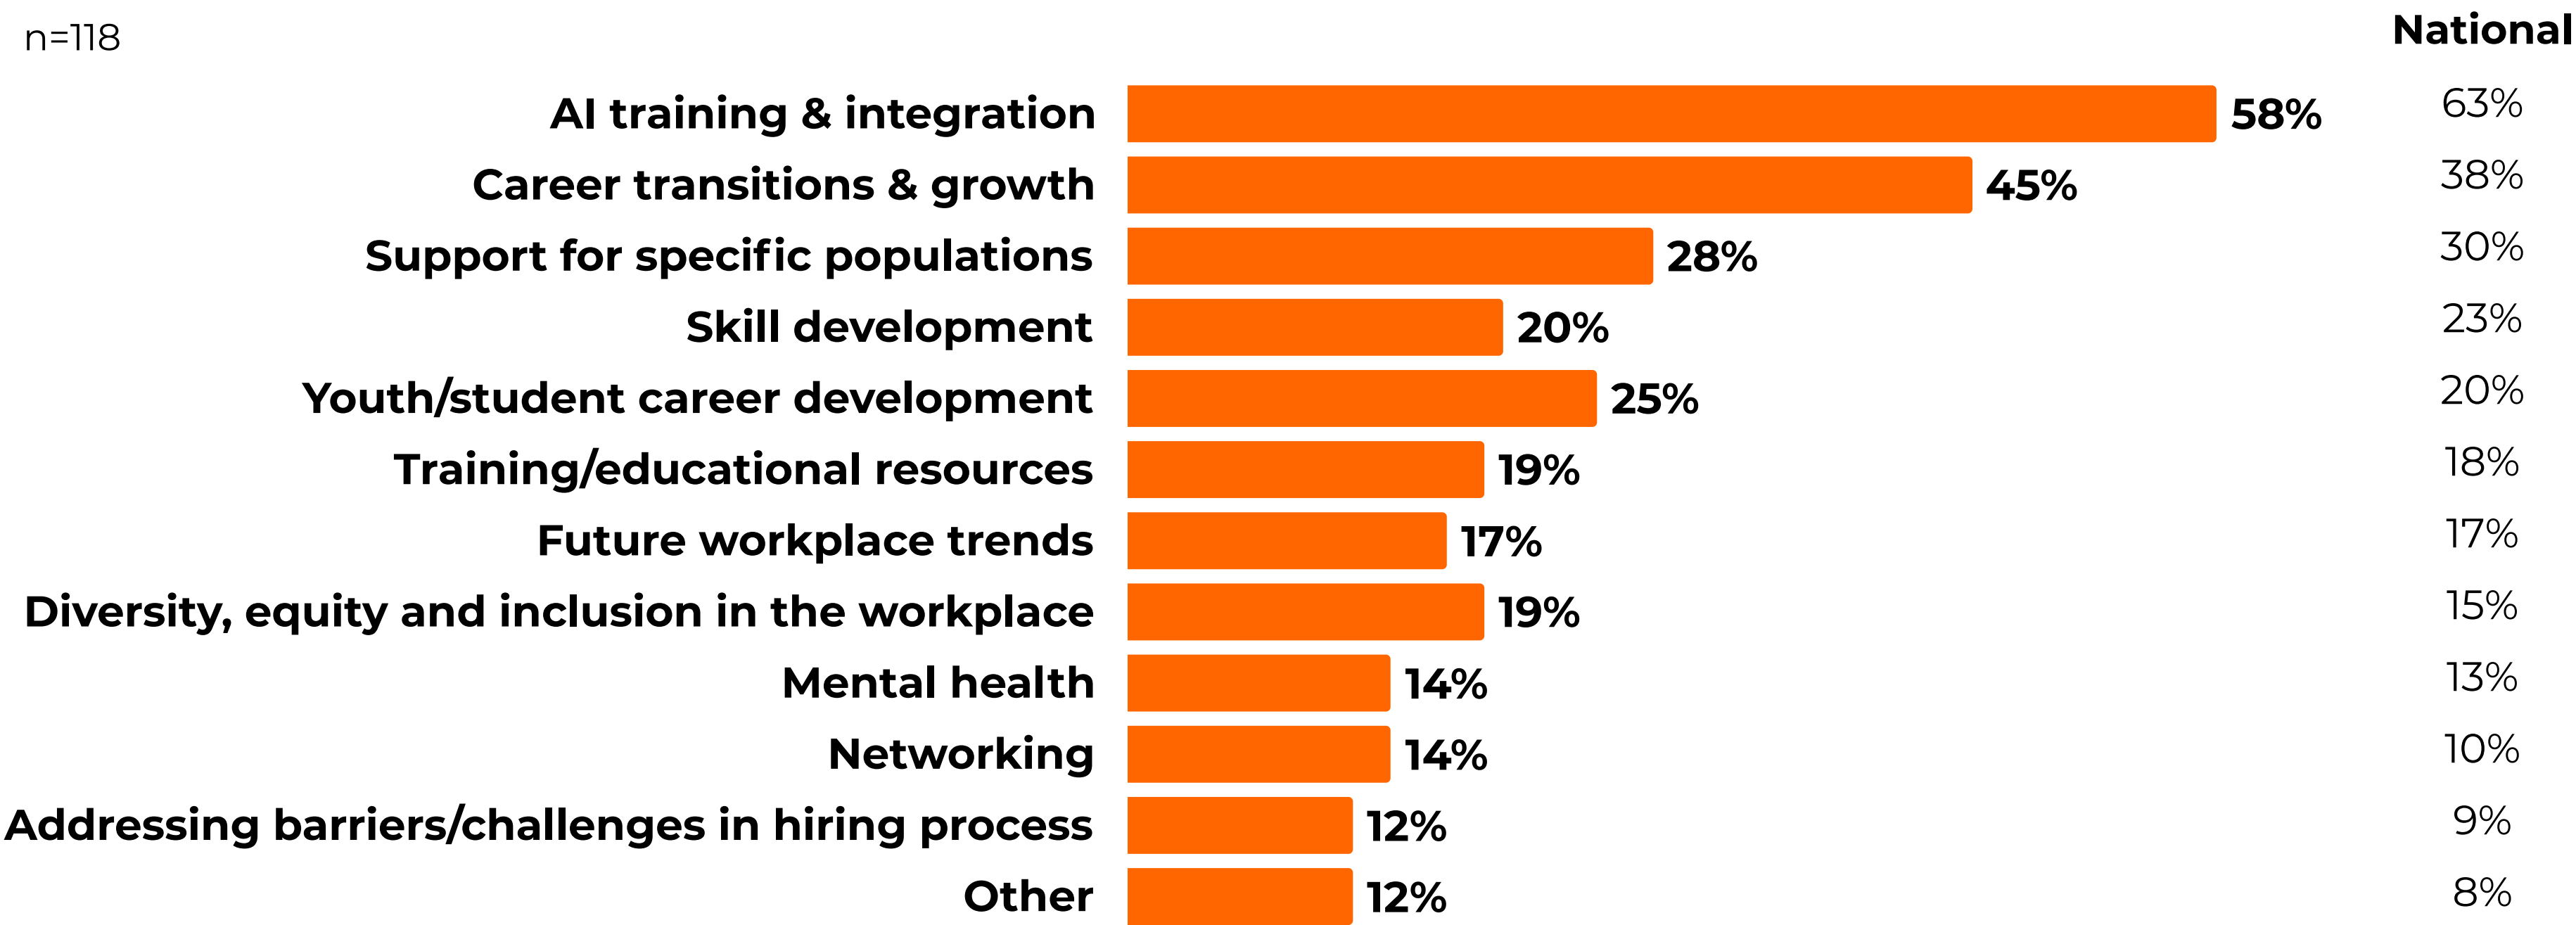 n=118 National
AI training & integration 58% 63%
Career transitions & growth 45% 38%
Support for specific populations 28% 30%
Skill development 20% 23%
Youth/student career development 25% 20%
Training/educational resources 19% 18%
Future workplace trends 17% 17%
Diversity, equity and inclusion in the workplace 19% 15%
Mental health 14% 13%
Networking 14% 10%
Addressing barriers/challenges in hiring process 12% 9%
Other 12% 8%